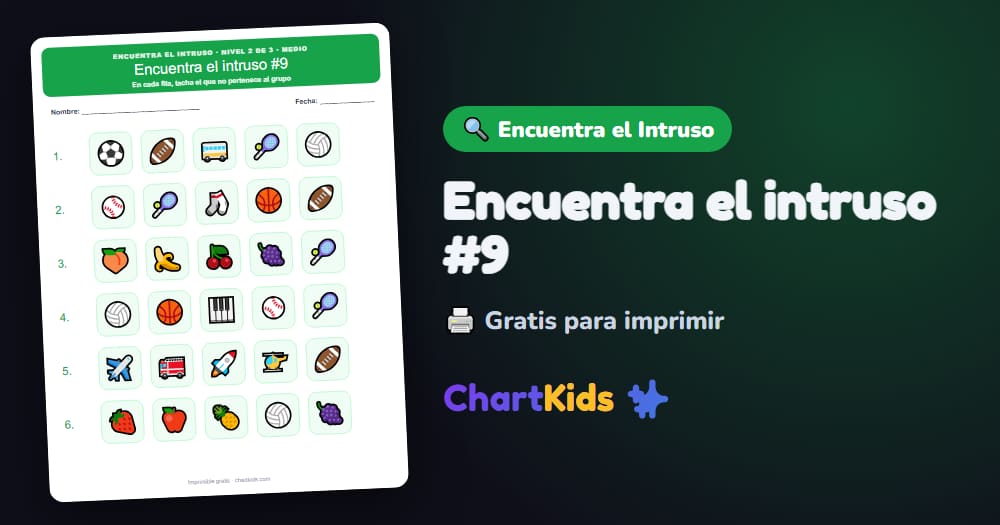 ENCUENTRA EL INTRUSO · NIVEL 2 DE 3 · MEDIO
Encuentra el intruso #9
En cada fila, tacha el que no pertenece al grupo
Nombre:
Fecha:
1.
2.
3.
4.
5.
6.
Imprimible gratis · chartkids.com
Encuentra el Intruso
Encuentra el intruso
#9
Gratis para imprimir
ChartKids